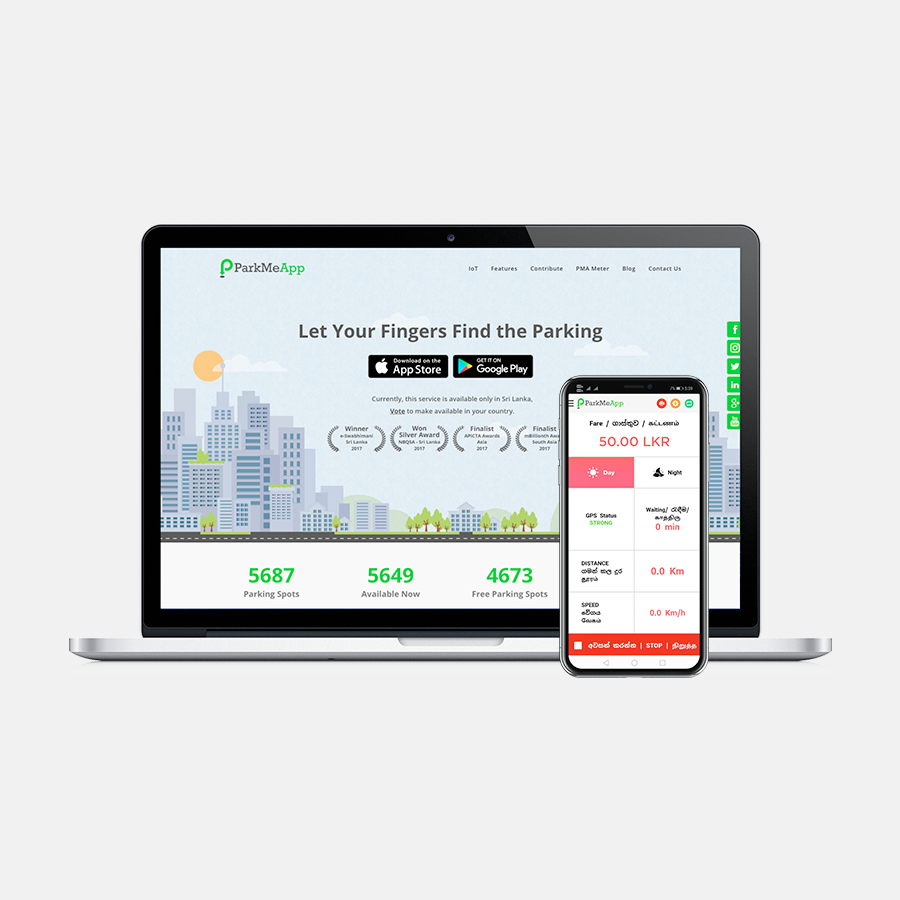 ParkMeApp
IoT Features Contribute PMA Meter Blog Contact Us
Let Your Fingers Find the Parking
Download on the
App Store
GET IT ON
Google Play
Currently, this service is available only in Sri Lanka,
Vote to make available in your country.
Winner
e-Swabhimani
Sri Lanka
2017
Won
Silver Award
NBQSA - Sri Lanka
2017
Finalist
APICTA Awards
Asia
2017
Finalist
mBillionth Awa
South Asia
5687
Parking Spots
5649
Available Now
4673
Free Parking Spots
f
in
g+
ParkMeApp
Fare / ගාස්තුව / கட்டணம்
50.00 LKR
Day
Night
GPS Status
STRONG
Waiting/ රැඳීම්/
காத்திரு
0 min
DISTANCE
ගමන් කල දුර
தூரம்
0.0 Km
SPEED
වේගය
வேகம்
0.0 Km/h
අවසන් කරන්න | STOP | நிறுத்த